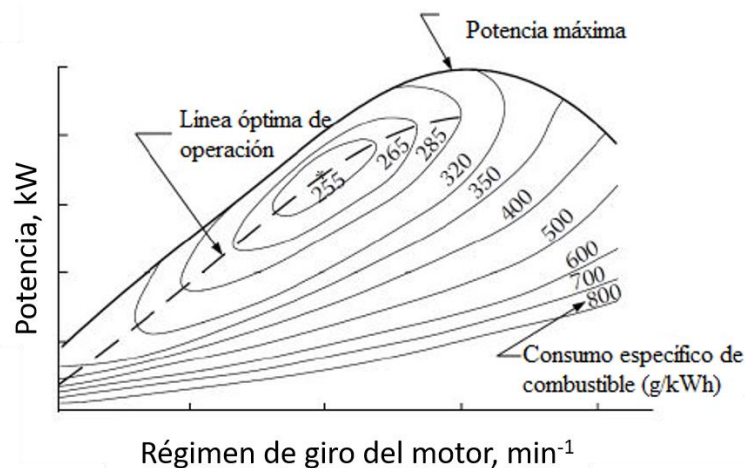 Potencia máxima
Línea óptima de
operación
255
265
285
320
350
400
500
600
700
800
Consumo específico de
combustible (g/kWh)
Potencia, kW
Régimen de giro del motor, min-1